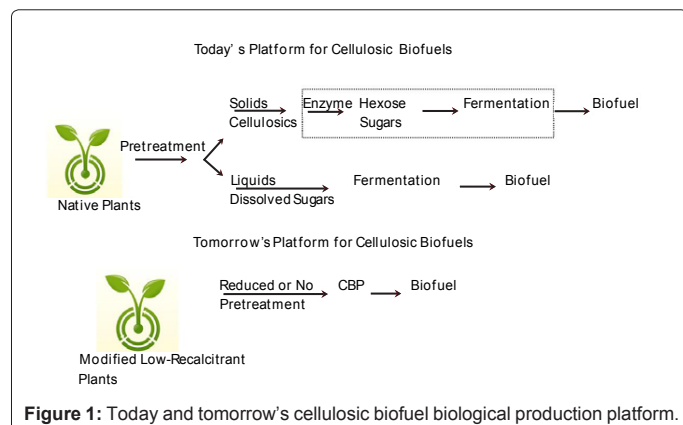 Today's Platform for Cellulosic Biofuels
Solids
Cellulosics
Enzyme
Hexose
Sugars
Fermentation
Biofuel
Pretreatment
Native Plants
Liquids
Dissolved Sugars
Fermentation
Biofuel
Tomorrow's Platform for Cellulosic Biofuels
Reduced or No
Pretreatment
CBP
Biofuel
Modified Low-Recalcitrant
Plants
Figure 1: Today and tomorrow's cellulosic biofuel biological production platform.